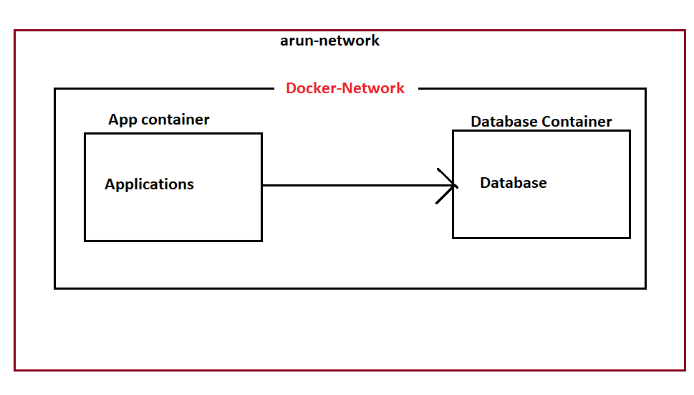 arun-network
Docker-Network
App container
Database Container
Applications
Database